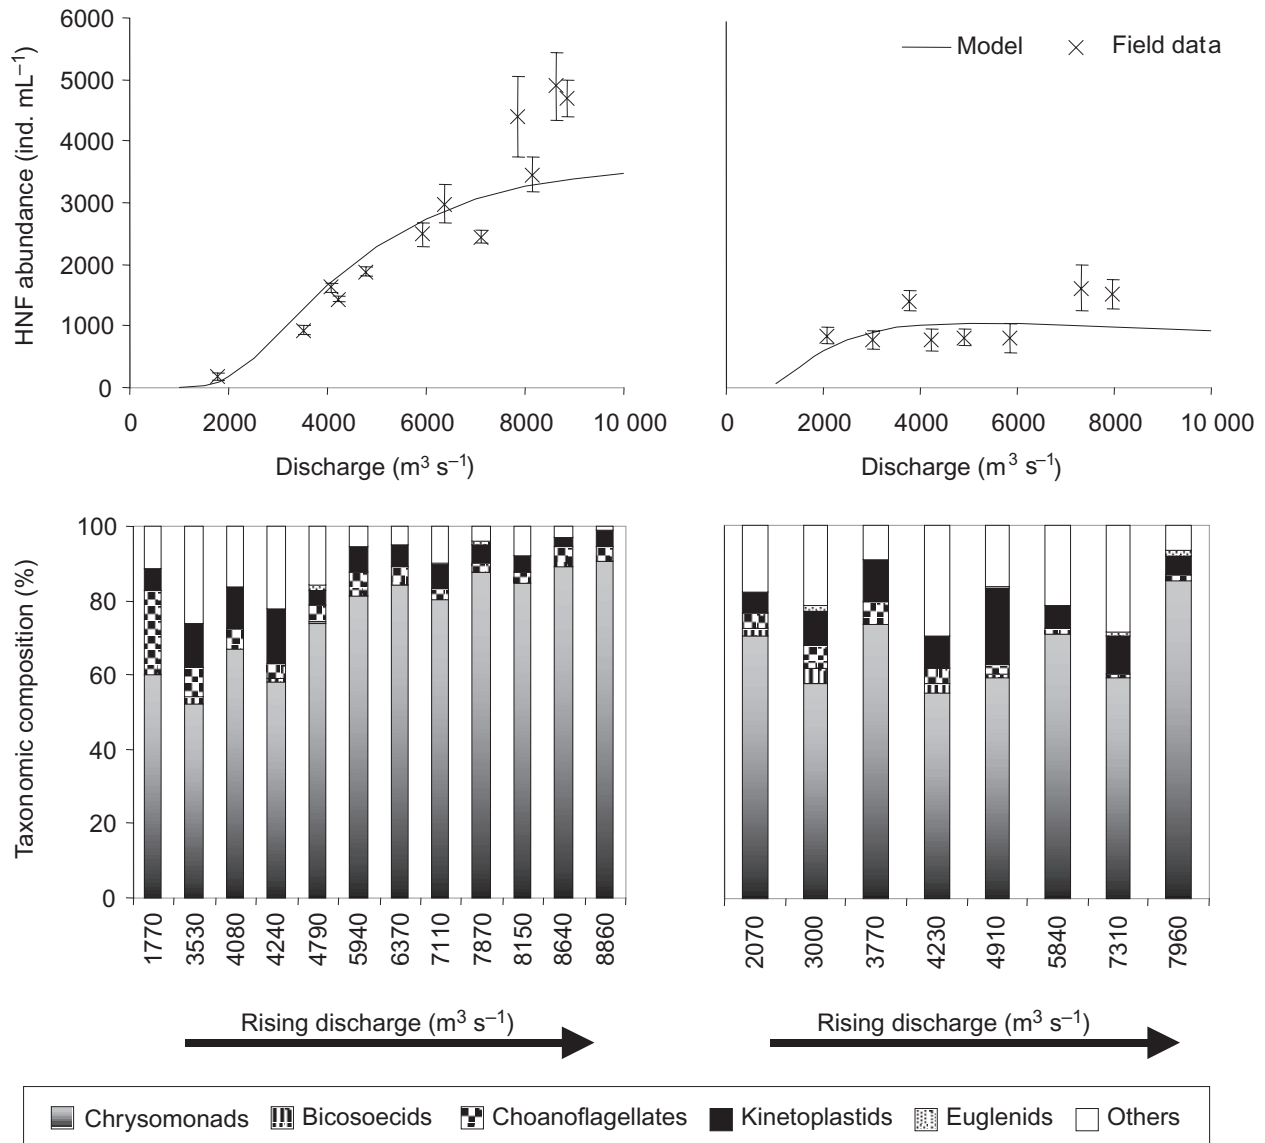 6000
5000
4000
3000
2000
1000
0
HNF abundance (ind. mL⁻¹)
0 2000 4000 6000 8000 10 000
Discharge (m³ s⁻¹)
Model Field data
0 2000 4000 6000 8000 10 000
Discharge (m³ s⁻¹)
100
80
60
40
20
0
Taxonomic composition (%)
1770 3530 4080 4240 4790 5940 6370 7110 7870 8150 8640 8860
Rising discharge (m³ s⁻¹)
2070 3000 3770 4230 4910 5840 7310 7960
Rising discharge (m³ s⁻¹)
Chrysomonads Bicosoecids Choanoflagellates Kinetoplastids Euglenids Others